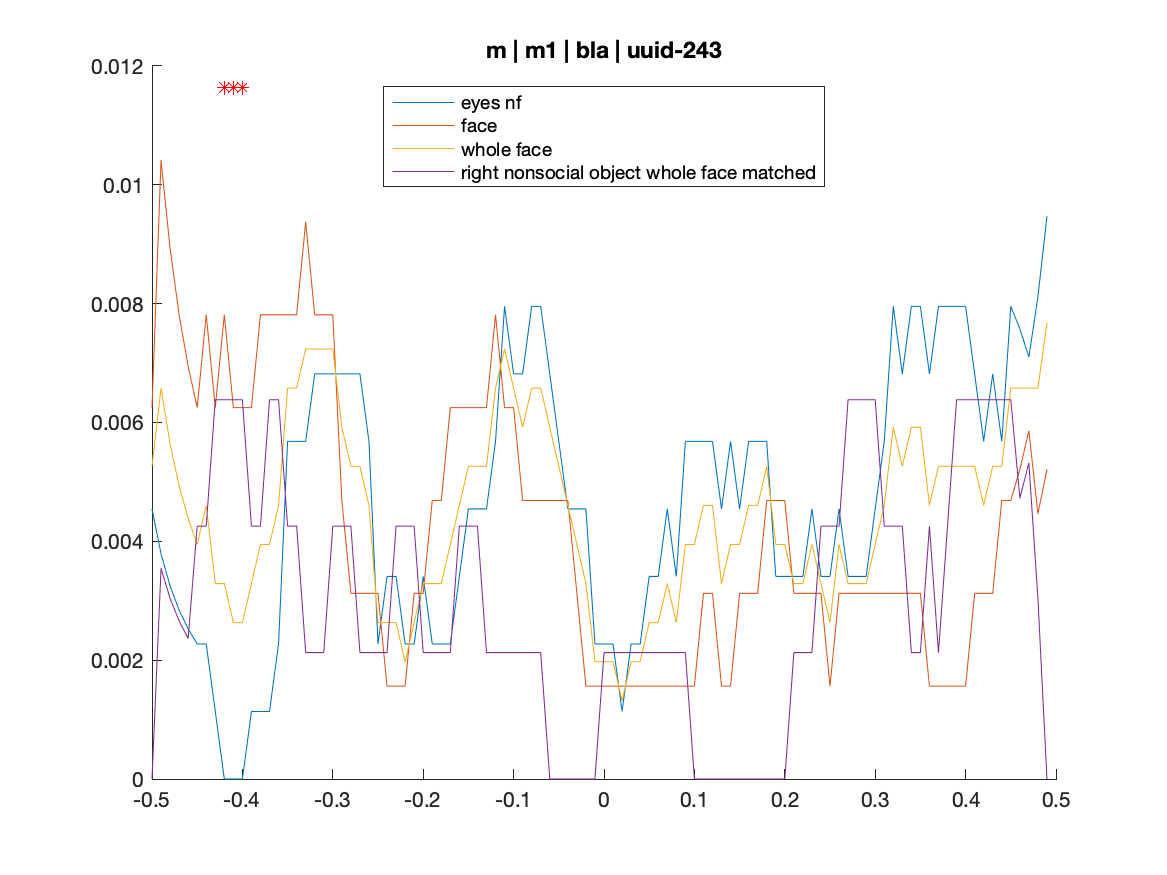 m | m1 | bla | uuid-243
0.012
0.01
0.008
0.006
0.004
0.002
0
eyes nf
face
whole face
right nonsocial object whole face matched
-0.5 -0.4 -0.3 -0.2 -0.1 0 0.1 0.2 0.3 0.4 0.5